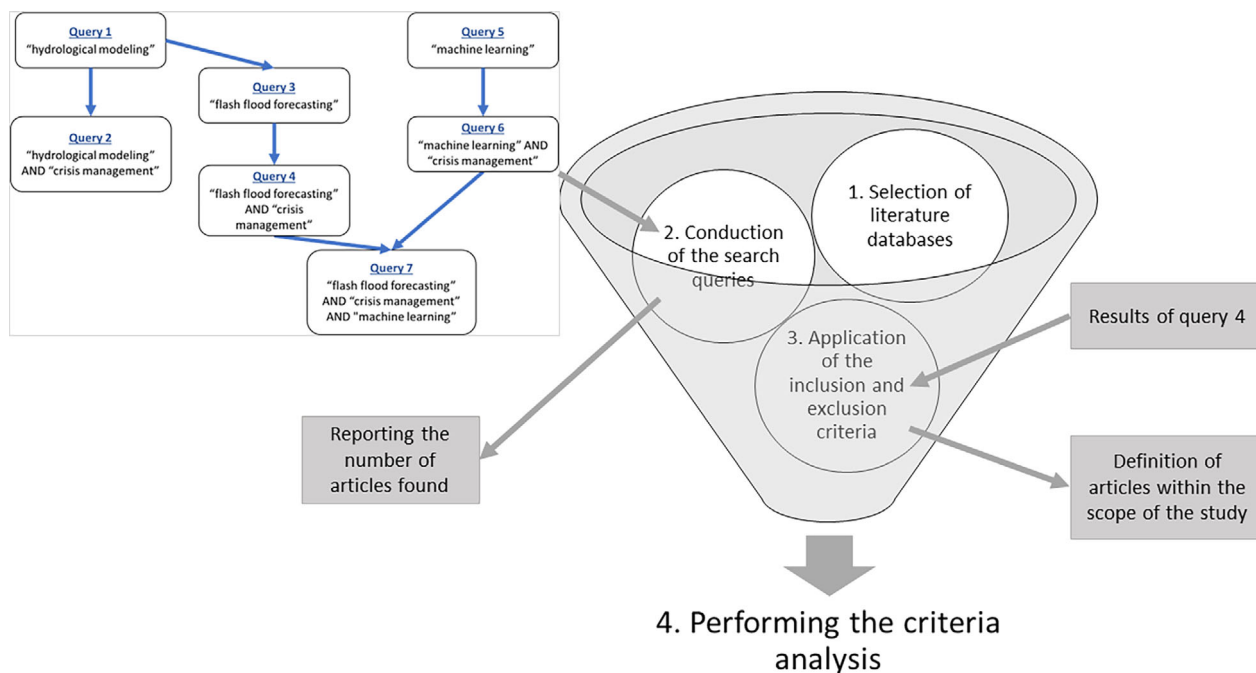 Query 1
“hydrological modeling”
Query 5
“machine learning”
Query 3
“flash flood forecasting”
Query 2
“hydrological modeling”
AND “crisis management”
Query 6
“machine learning” AND
“crisis management”
Query 4
“flash flood forecasting”
AND “crisis
management”
Query 7
“flash flood forecasting”
AND “crisis management”
AND “machine learning”
1. Selection of
literature
databases
2. Conduction
of the search
queries
3. Application
of the
inclusion and
exclusion
criteria
Results of query 4
Reporting the
number of
articles found
Definition of
articles within the
scope of the study
4. Performing the criteria
analysis